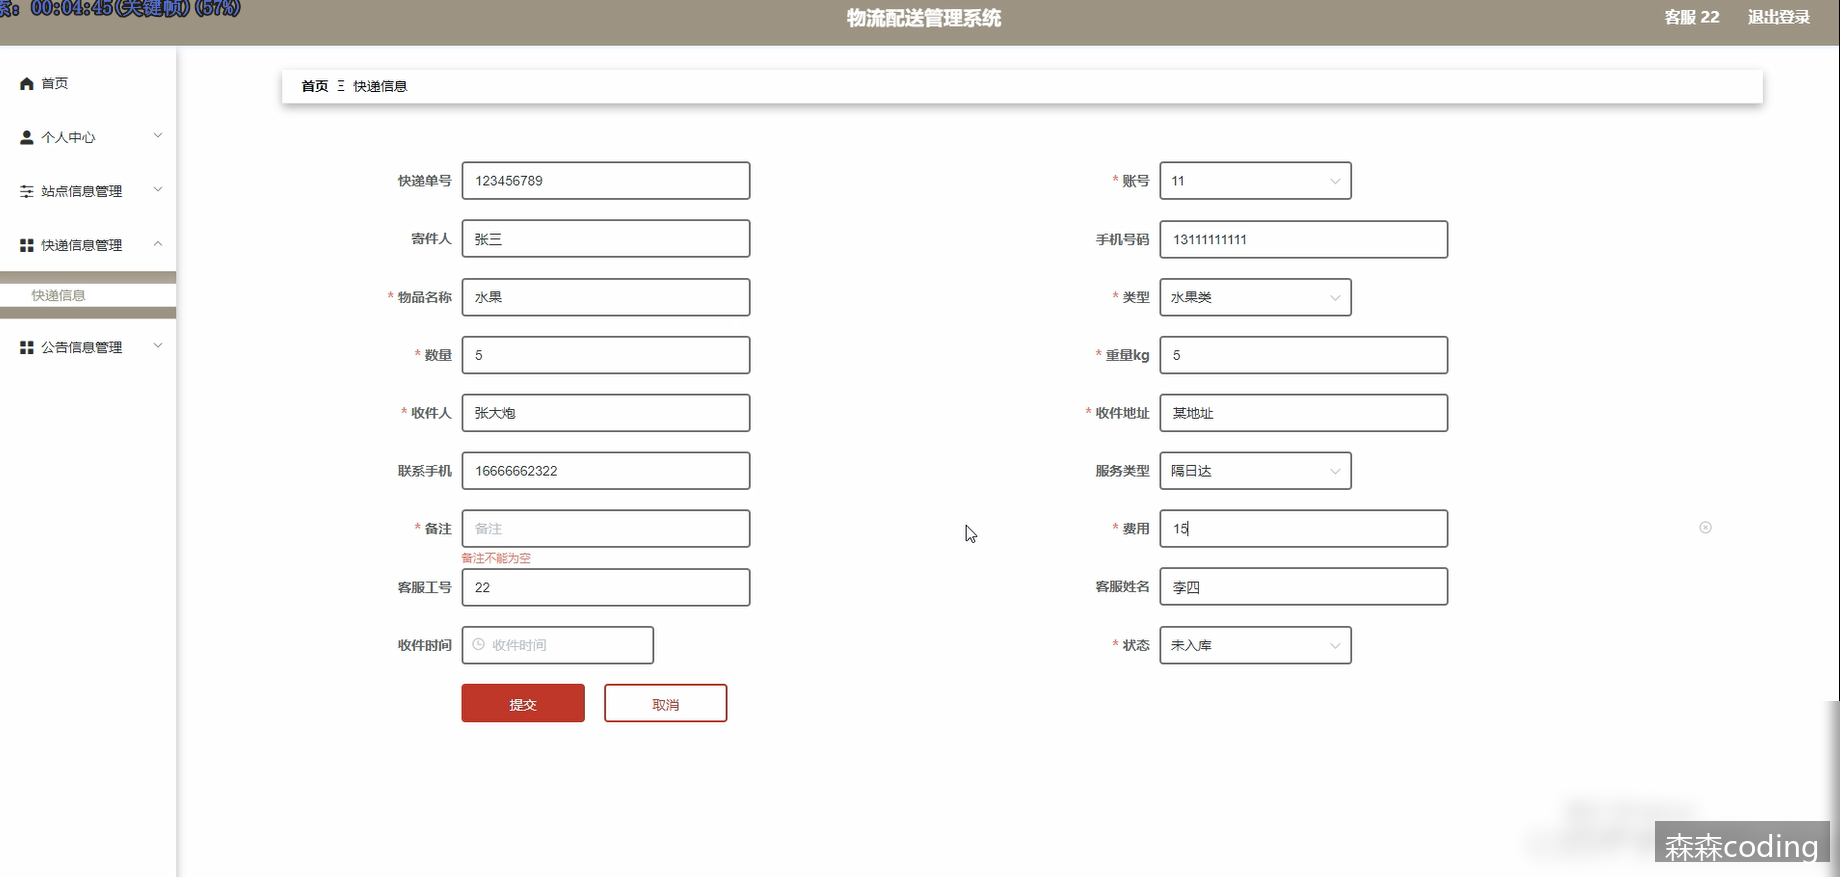 索: 00:04:45(关键帧)(57%)
物流配送管理系统
客服 22 退出登录
首页
个人中心
站点信息管理
快递信息管理
快递信息
公告信息管理
首页 Ξ 快递信息
快递单号 123456789
* 账号 11
寄件人 张三
手机号码 13111111111
* 物品名称 水果
* 类型 水果类
* 数量 5
* 重量kg 5
* 收件人 张大炮
* 收件地址 某地址
联系手机 16666662322
服务类型 隔日达
* 备注 备注
备注不能为空
* 费用 15
客服工号 22
客服姓名 李四
收件时间 收件时间
* 状态 未入库
提交 取消
森森coding